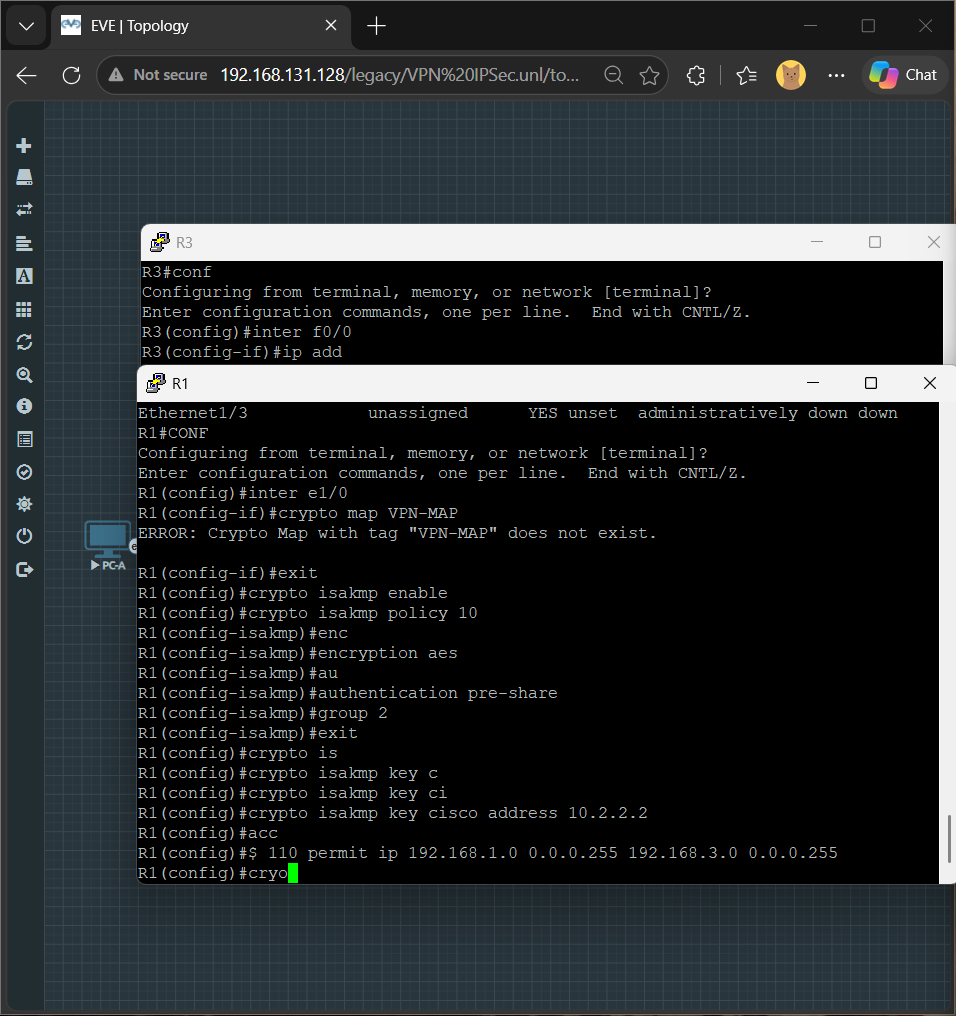 EVE | Topology
Not secure 192.168.131.128/legacy/VPN%20IPSec.unl/to...
Chat
A
R3
R3#conf
Configuring from terminal, memory, or network [terminal]?
Enter configuration commands, one per line.  End with CNTL/Z.
R3(config)#inter f0/0
R3(config-if)#ip add
R1
Ethernet1/3            unassigned      YES unset  administratively down down
R1#CONF
Configuring from terminal, memory, or network [terminal]?
Enter configuration commands, one per line.  End with CNTL/Z.
R1(config)#inter e1/0
R1(config-if)#crypto map VPN-MAP
ERROR: Crypto Map with tag "VPN-MAP" does not exist.
R1(config-if)#exit
R1(config)#crypto isakmp enable
R1(config)#crypto isakmp policy 10
R1(config-isakmp)#enc
R1(config-isakmp)#encryption aes
R1(config-isakmp)#au
R1(config-isakmp)#authentication pre-share
R1(config-isakmp)#group 2
R1(config-isakmp)#exit
R1(config)#crypto is
R1(config)#crypto isakmp key c
R1(config)#crypto isakmp key ci
R1(config)#crypto isakmp key cisco address 10.2.2.2
R1(config)#acc
R1(config)#$ 110 permit ip 192.168.1.0 0.0.0.255 192.168.3.0 0.0.0.255
R1(config)#cryo
PC-A